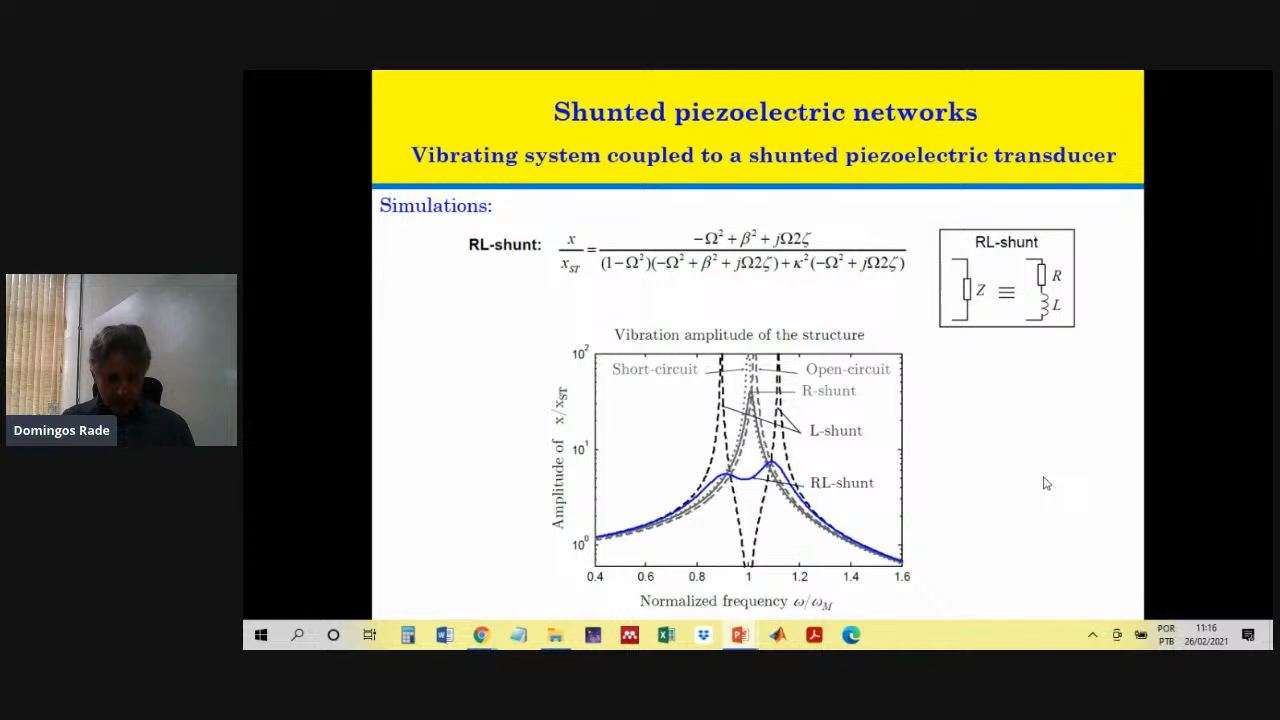 Shunted piezoelectric networks
Vibrating system coupled to a shunted piezoelectric transducer
Simulations:
RL-shunt: x/x_ST = (−Ω² + β² + jΩ2ζ) / ((1−Ω²)(−Ω² + β² + jΩ2ζ) + κ²(−Ω² + jΩ2ζ))
RL-shunt
Z ≡ R
L
Vibration amplitude of the structure
10²
Short-circuit
Open-circuit
R-shunt
L-shunt
10¹
RL-shunt
10⁰
Amplitude of x/x_ST
0.4 0.6 0.8 1 1.2 1.4 1.6
Normalized frequency ω/ω_M
Domingos Rade
POR
PTB
11:16
26/02/2021